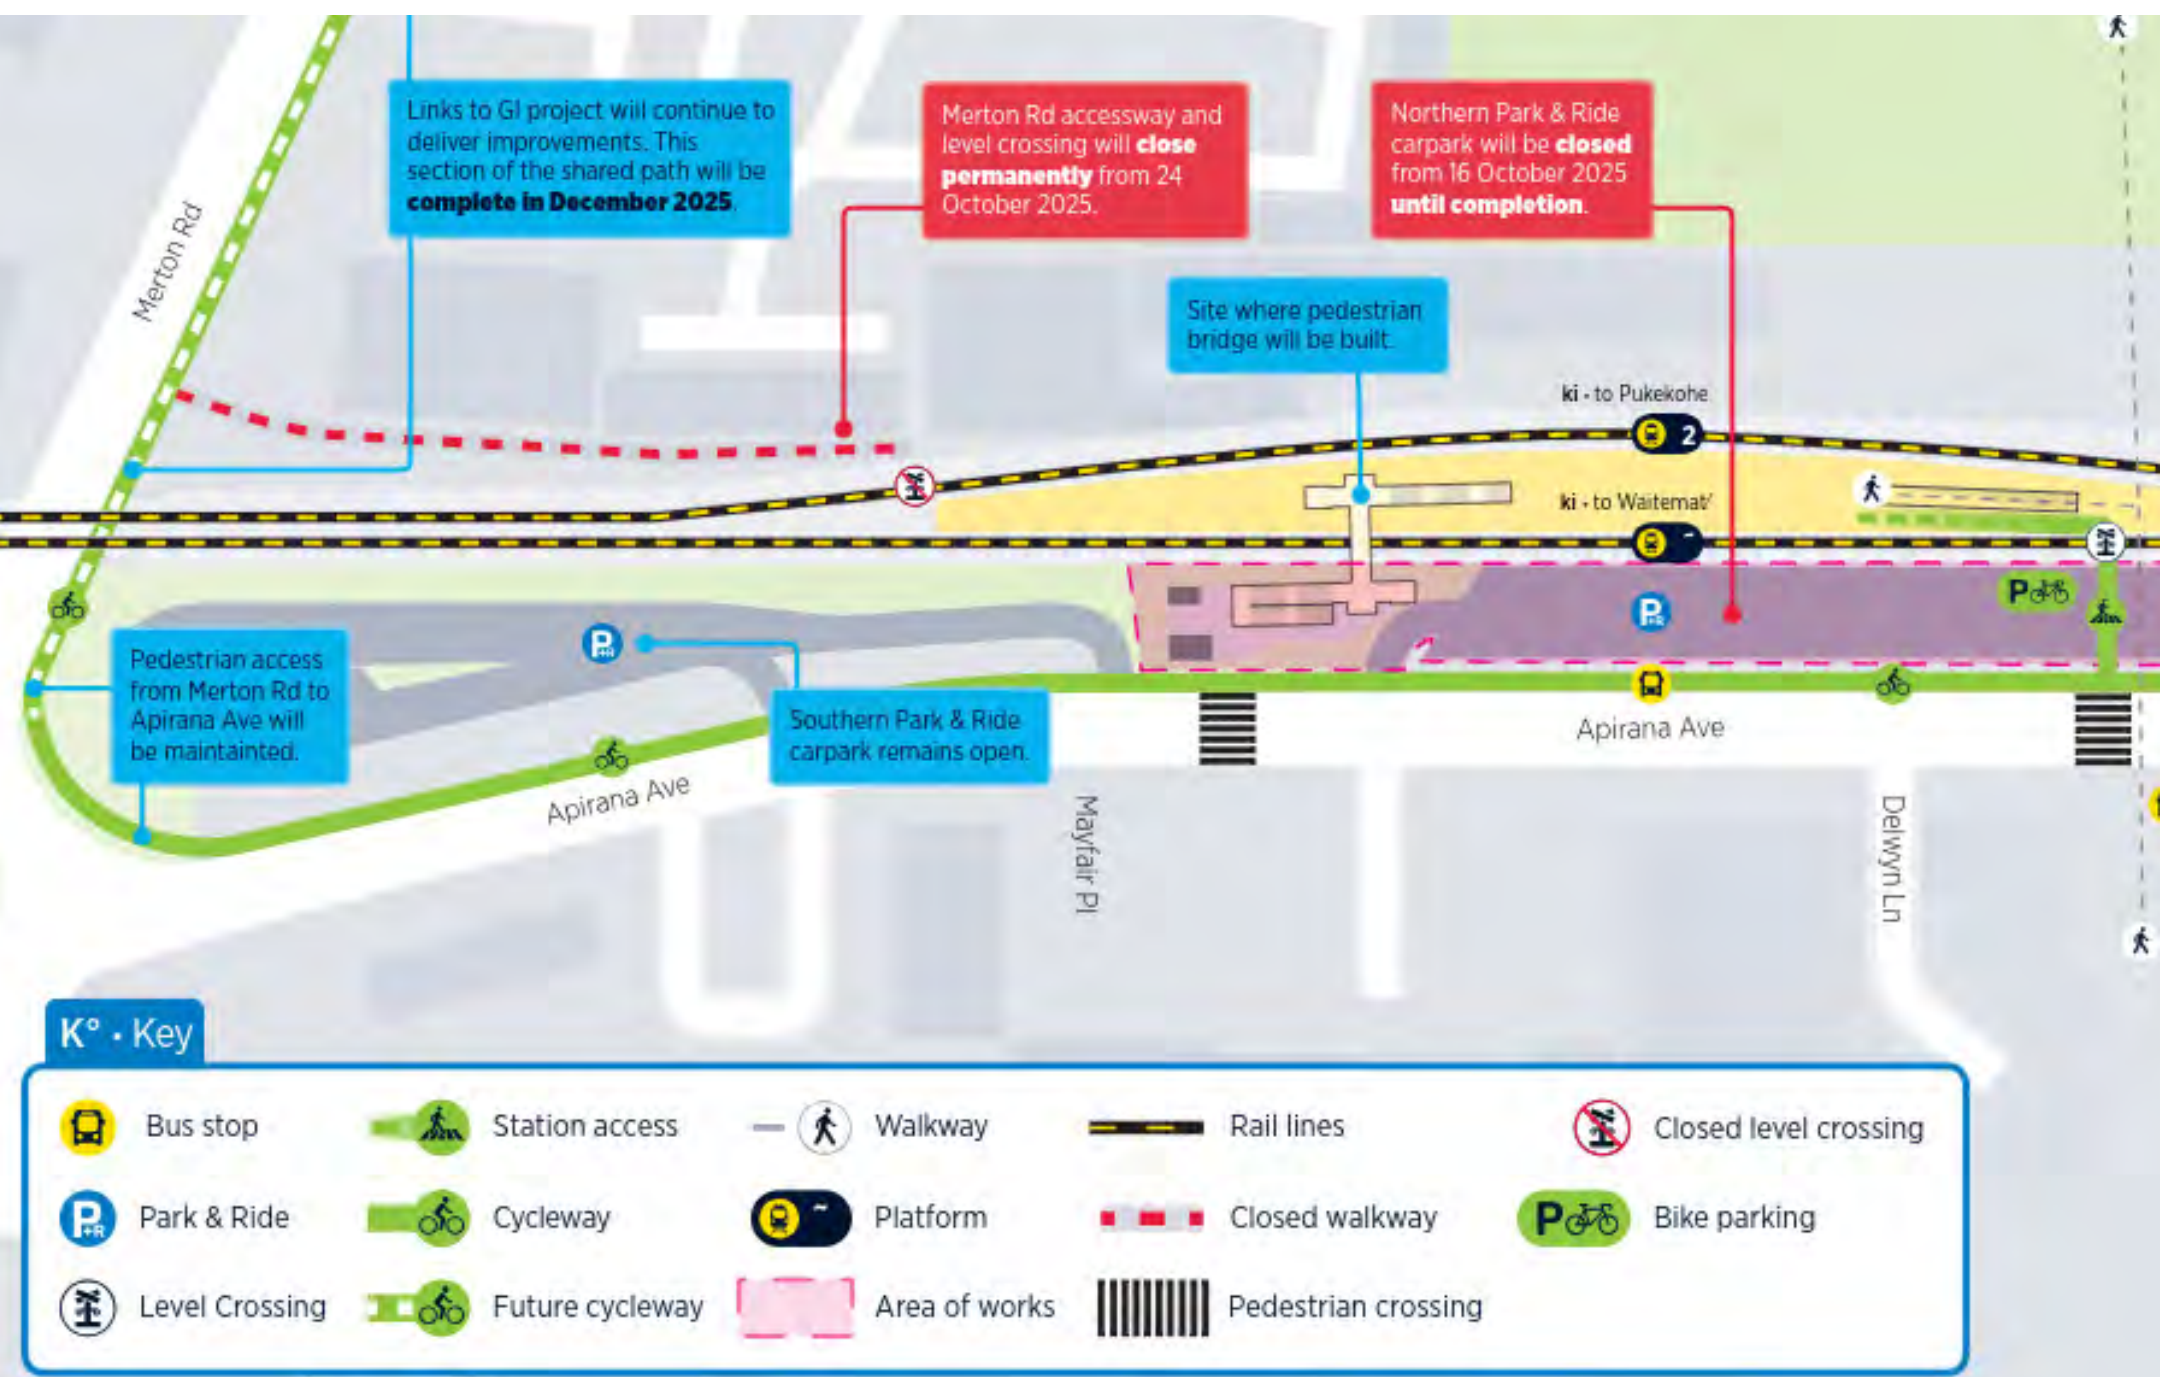 Links to GI project will continue to
deliver improvements. This
section of the shared path will be
complete in December 2025.
Merton Rd accessway and
level crossing will close
permanently from 24
October 2025.
Northern Park & Ride
carpark will be closed
from 16 October 2025
until completion.
Merton Rd
Site where pedestrian
bridge will be built.
ki - to Pukekohe
2
ki - to Waitemat
P+R
P
Pedestrian access
from Merton Rd to
Apirana Ave will
be maintainted.
P+R
Southern Park & Ride
carpark remains open.
Apirana Ave
Apirana Ave
Mayfair Pl
Delwyn Ln
K° · Key
Bus stop
Station access
Walkway
Rail lines
Closed level crossing
P+R
Park & Ride
Cycleway
Platform
Closed walkway
P
Bike parking
Level Crossing
Future cycleway
Area of works
Pedestrian crossing